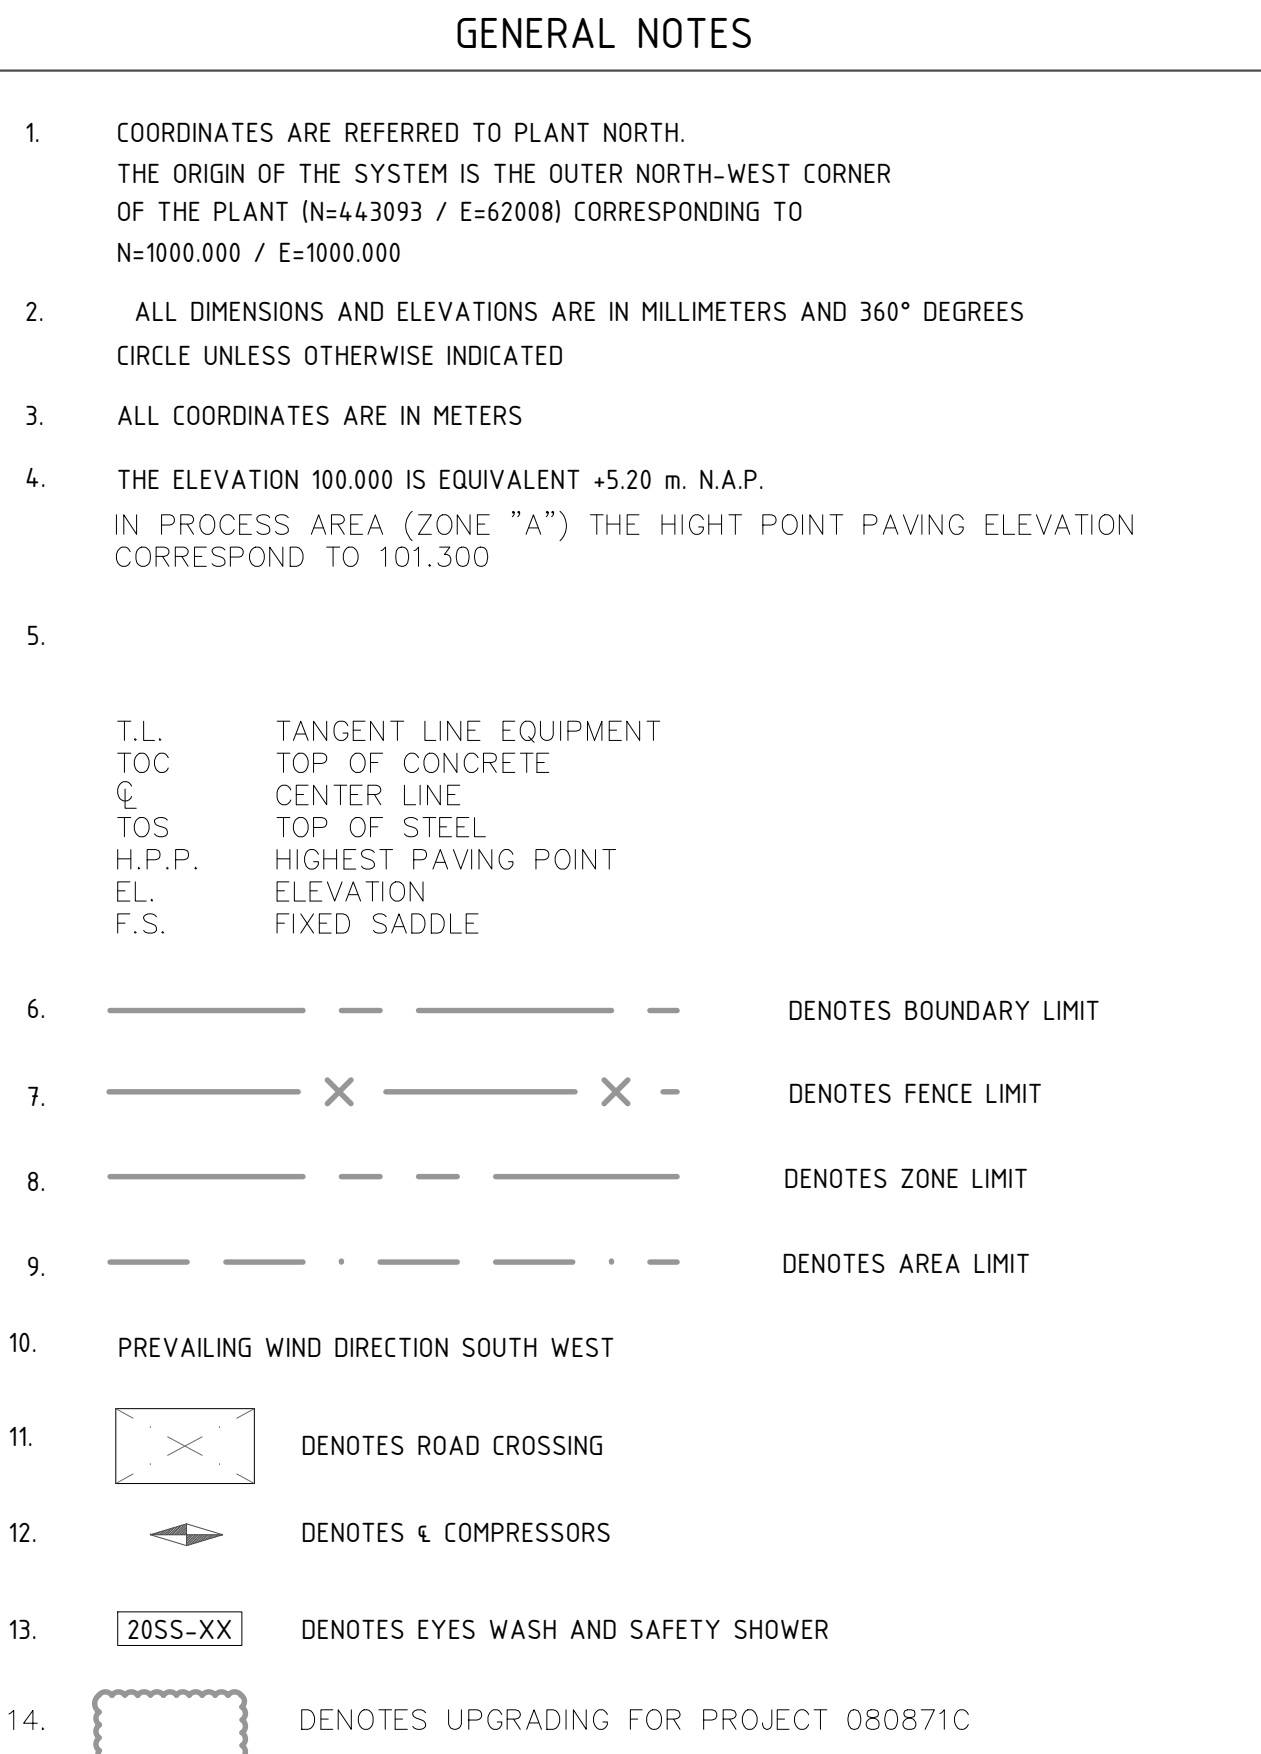 GENERAL NOTES
1. COORDINATES ARE REFERRED TO PLANT NORTH.
THE ORIGIN OF THE SYSTEM IS THE OUTER NORTH-WEST CORNER
OF THE PLANT (N=443093 / E=62008) CORRESPONDING TO
N=1000.000 / E=1000.000
2. ALL DIMENSIONS AND ELEVATIONS ARE IN MILLIMETERS AND 360° DEGREES
CIRCLE UNLESS OTHERWISE INDICATED
3. ALL COORDINATES ARE IN METERS
4. THE ELEVATION 100.000 IS EQUIVALENT +5.20 m. N.A.P.
IN PROCESS AREA (ZONE "A") THE HIGHT POINT PAVING ELEVATION
CORRESPOND TO 101.300
5.
T.L. TANGENT LINE EQUIPMENT
TOC TOP OF CONCRETE
℄ CENTER LINE
TOS TOP OF STEEL
H.P.P. HIGHEST PAVING POINT
EL. ELEVATION
F.S. FIXED SADDLE
6. DENOTES BOUNDARY LIMIT
7. DENOTES FENCE LIMIT
8. DENOTES ZONE LIMIT
9. DENOTES AREA LIMIT
10. PREVAILING WIND DIRECTION SOUTH WEST
11. DENOTES ROAD CROSSING
12. DENOTES ℄ COMPRESSORS
13. 20SS-XX DENOTES EYES WASH AND SAFETY SHOWER
14. DENOTES UPGRADING FOR PROJECT 080871C